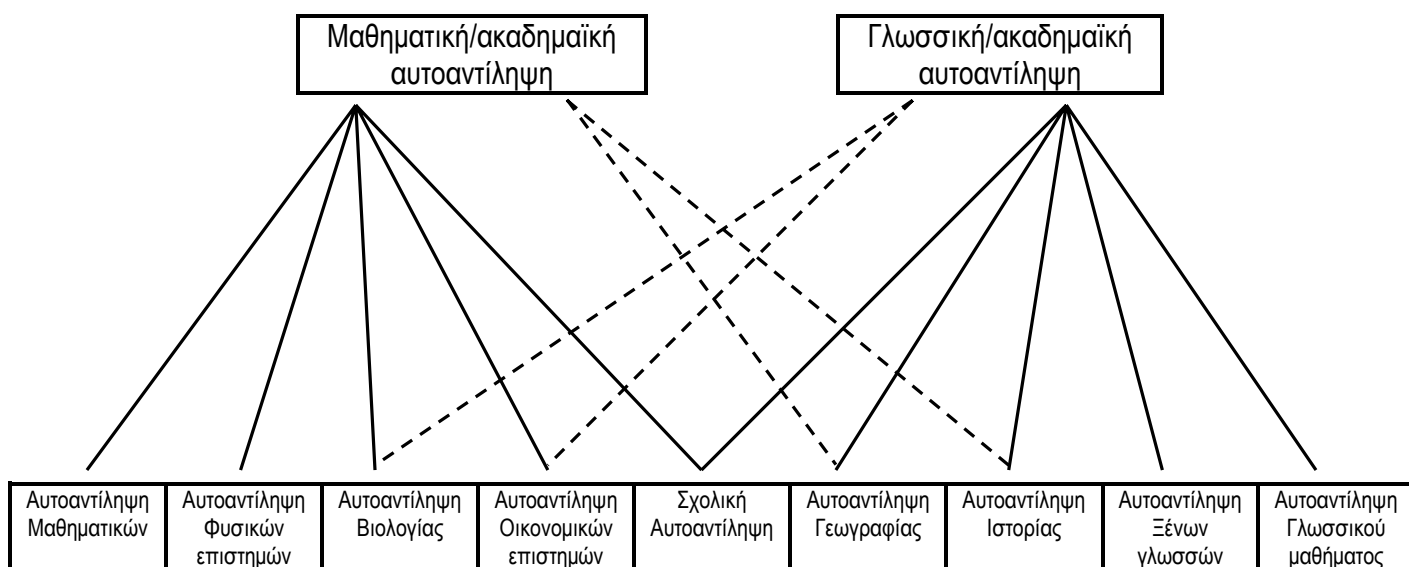 Μαθηματική/ακαδημαϊκή
αυτοαντίληψη
Γλωσσική/ακαδημαϊκή
αυτοαντίληψη
Αυτοαντίληψη
Μαθηματικών
Αυτοαντίληψη
Φυσικών
επιστημών
Αυτοαντίληψη
Βιολογίας
Αυτοαντίληψη
Οικονομικών
επιστημών
Σχολική
Αυτοαντίληψη
Αυτοαντίληψη
Γεωγραφίας
Αυτοαντίληψη
Ιστορίας
Αυτοαντίληψη
Ξένων
γλωσσών
Αυτοαντίληψη
Γλωσσικού
μαθήματος